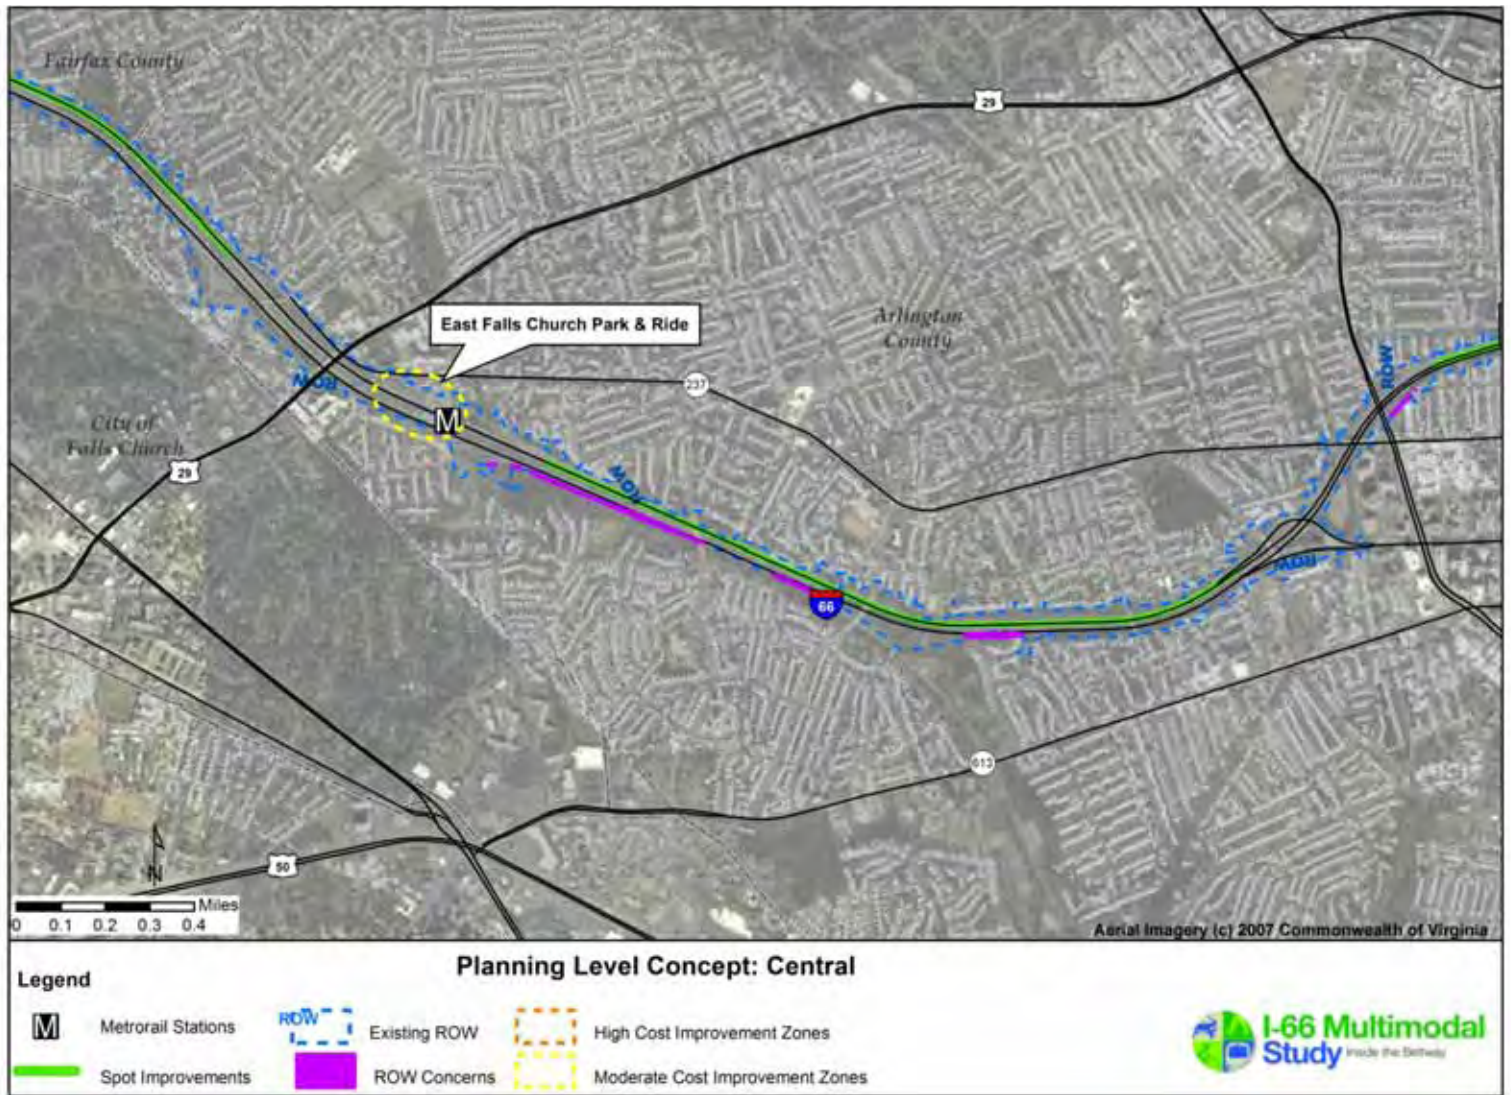 Fairfax County
29
East Falls Church Park & Ride
Arlington
County
ROW
ROW
237
M
City of
Falls Church
29
ROW
ROW
66
613
50
N
Miles
0 0.1 0.2 0.3 0.4
Aerial Imagery (c) 2007 Commonwealth of Virginia
Planning Level Concept: Central
Legend
M Metrorail Stations
ROW Existing ROW
High Cost Improvement Zones
Spot Improvements
ROW Concerns
Moderate Cost Improvement Zones
I-66 Multimodal
Study Inside the Beltway